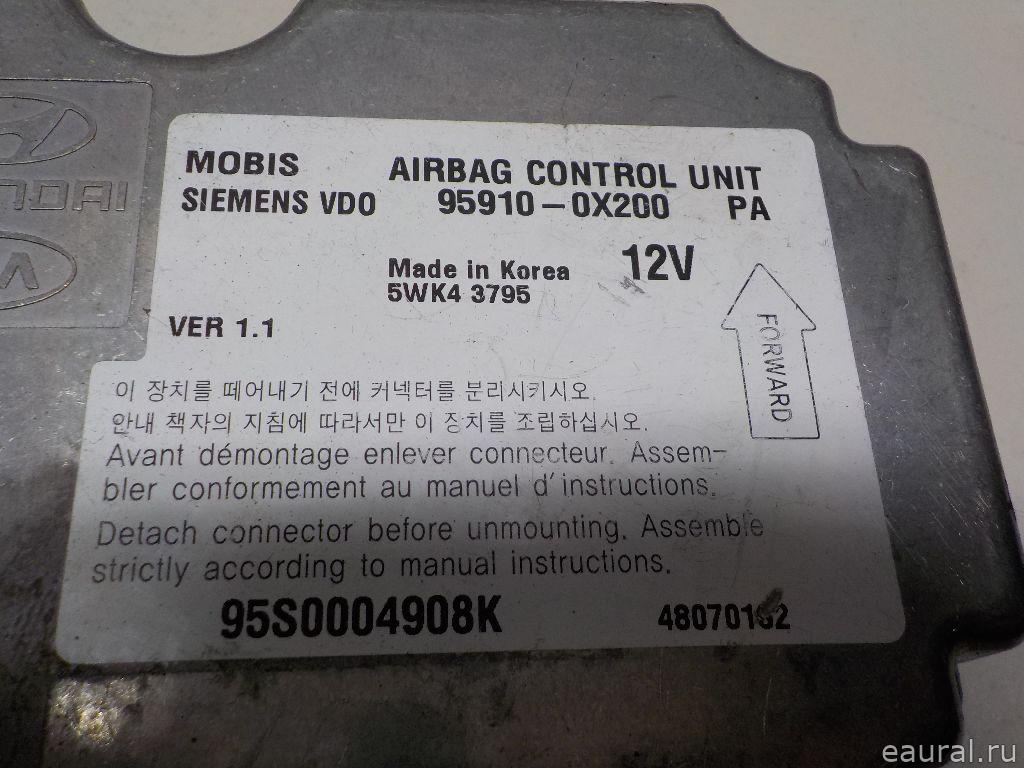 MOBIS AIRBAG CONTROL UNIT
SIEMENS VDO 95910-0X200 PA
Made in Korea 12V
5WK4 3795
VER 1.1
FORWARD
이 장치를 떼어내기 전에 커넥터를 분리시키시오.
안내 책자의 지침에 따라서만 이 장치를 조립하십시오.
Avant démontage enlever connecteur. Assem-
bler conformement au manuel d'instructions.
Detach connector before unmounting. Assemble
strictly according to manual instructions.
95S0004908K
eaural.ru